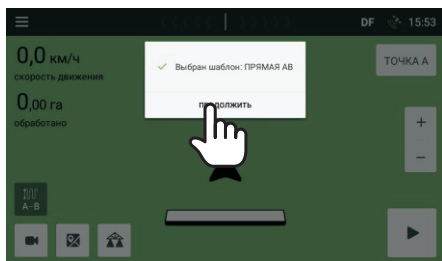 DF 15:53
0,0 км/ч
скорость движения
0,00 га
обработано
Выбран шаблон: ПРЯМАЯ АВ
продолжить
ТОЧКА А
+
−
A–B